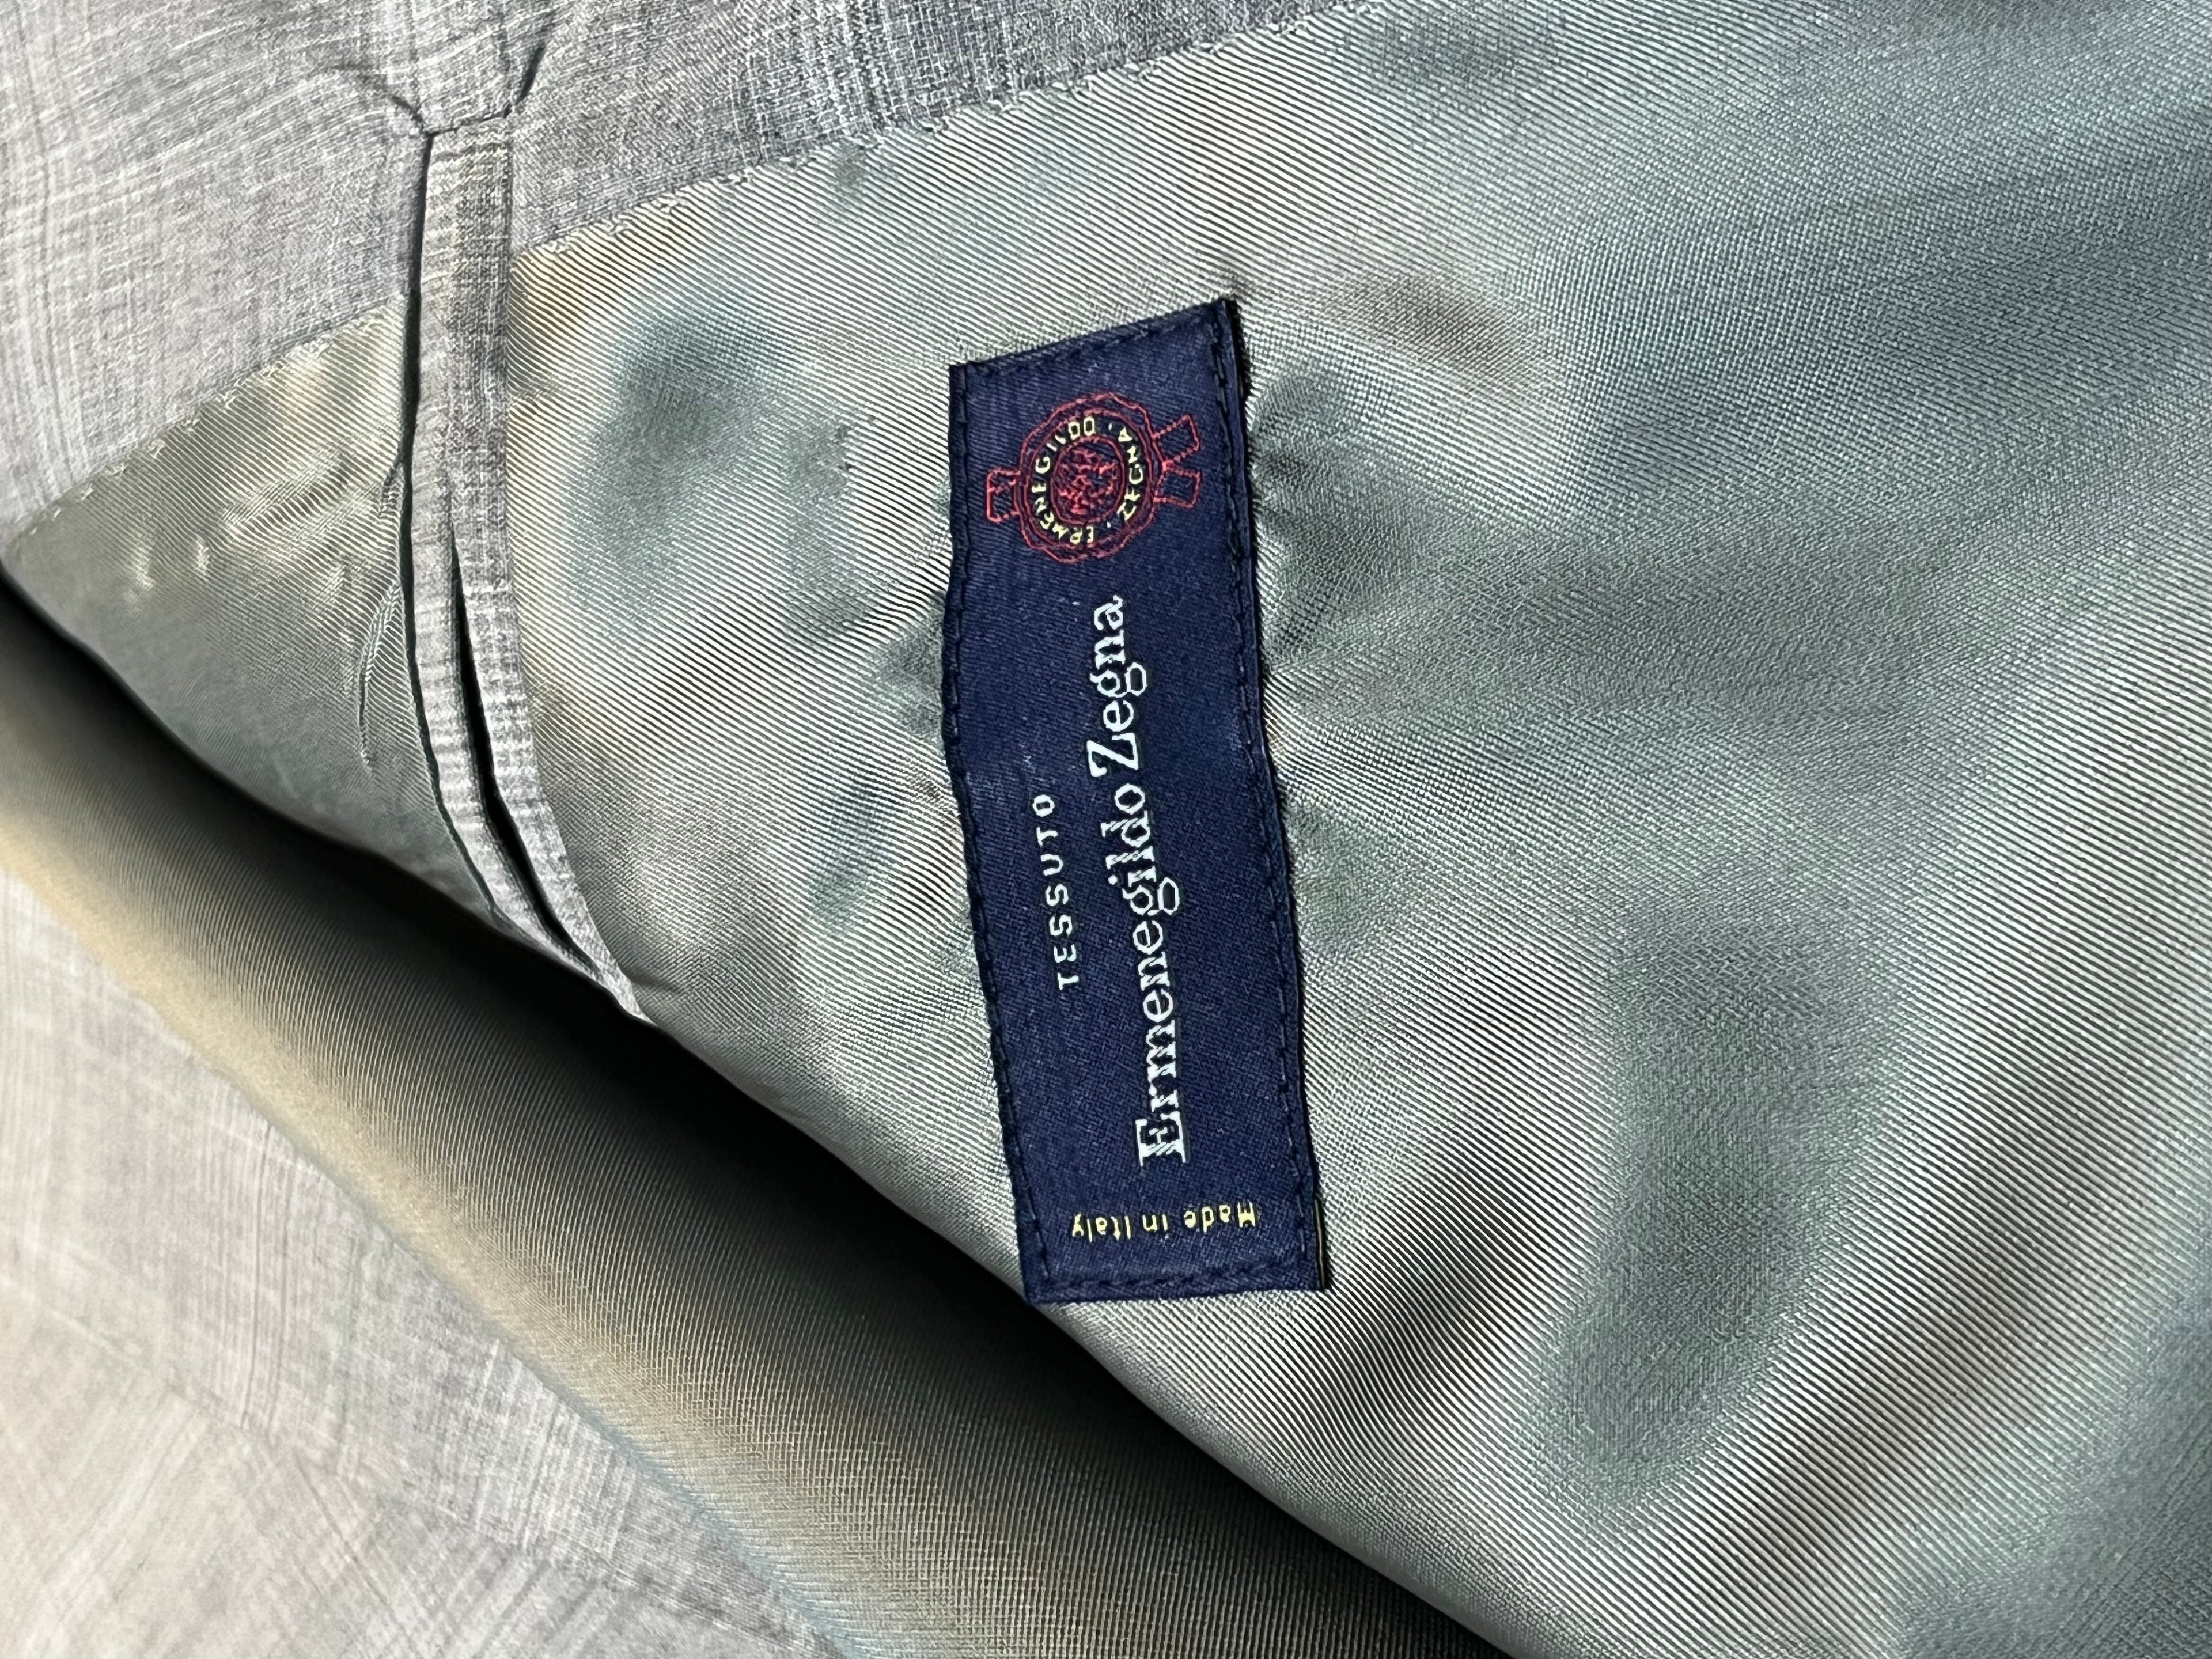 TESSUTO
Ermenegildo Zegna
Made in Italy
ERMENEGILDO · ZEGNA ·